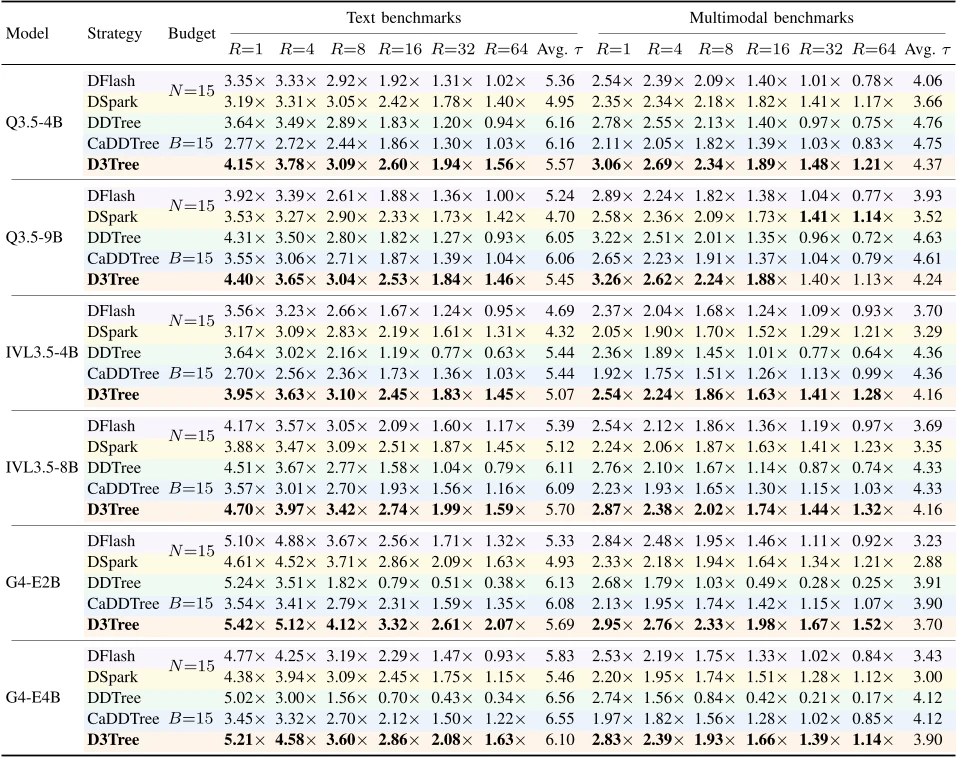 Model Strategy Budget Text benchmarks Multimodal benchmarks
R=1 R=4 R=8 R=16 R=32 R=64 Avg. τ R=1 R=4 R=8 R=16 R=32 R=64 Avg. τ
Q3.5-4B
DFlash N=15 3.35× 3.33× 2.92× 1.92× 1.31× 1.02× 5.36 2.54× 2.39× 2.09× 1.40× 1.01× 0.78× 4.06
DSpark 3.19× 3.31× 3.05× 2.42× 1.78× 1.40× 4.95 2.35× 2.34× 2.18× 1.82× 1.41× 1.17× 3.66
DDTree 3.64× 3.49× 2.89× 1.83× 1.20× 0.94× 6.16 2.78× 2.55× 2.13× 1.40× 0.97× 0.75× 4.76
CaDDTree B=15 2.77× 2.72× 2.44× 1.86× 1.30× 1.03× 6.16 2.11× 2.05× 1.82× 1.39× 1.03× 0.83× 4.75
D3Tree 4.15× 3.78× 3.09× 2.60× 1.94× 1.56× 5.57 3.06× 2.69× 2.34× 1.89× 1.48× 1.21× 4.37
Q3.5-9B
DFlash N=15 3.92× 3.39× 2.61× 1.88× 1.36× 1.00× 5.24 2.89× 2.24× 1.82× 1.38× 1.04× 0.77× 3.93
DSpark 3.53× 3.27× 2.90× 2.33× 1.73× 1.42× 4.70 2.58× 2.36× 2.09× 1.73× 1.41× 1.14× 3.52
DDTree 4.31× 3.50× 2.80× 1.82× 1.27× 0.93× 6.05 3.22× 2.51× 2.01× 1.35× 0.96× 0.72× 4.63
CaDDTree B=15 3.55× 3.06× 2.71× 1.87× 1.39× 1.04× 6.06 2.65× 2.23× 1.91× 1.37× 1.04× 0.79× 4.61
D3Tree 4.40× 3.65× 3.04× 2.53× 1.84× 1.46× 5.45 3.26× 2.62× 2.24× 1.88× 1.40× 1.13× 4.24
IVL3.5-4B
DFlash N=15 3.56× 3.23× 2.66× 1.67× 1.24× 0.95× 4.69 2.37× 2.04× 1.68× 1.24× 1.09× 0.93× 3.70
DSpark 3.17× 3.09× 2.83× 2.19× 1.61× 1.31× 4.32 2.05× 1.90× 1.70× 1.52× 1.29× 1.21× 3.29
DDTree 3.64× 3.02× 2.16× 1.19× 0.77× 0.63× 5.44 2.36× 1.89× 1.45× 1.01× 0.77× 0.64× 4.36
CaDDTree B=15 2.70× 2.56× 2.36× 1.73× 1.36× 1.03× 5.44 1.92× 1.75× 1.51× 1.26× 1.13× 0.99× 4.36
D3Tree 3.95× 3.63× 3.10× 2.45× 1.83× 1.45× 5.07 2.54× 2.24× 1.86× 1.63× 1.41× 1.28× 4.16
IVL3.5-8B
DFlash N=15 4.17× 3.57× 3.05× 2.09× 1.60× 1.17× 5.39 2.54× 2.12× 1.86× 1.36× 1.19× 0.97× 3.69
DSpark 3.88× 3.47× 3.09× 2.51× 1.87× 1.45× 5.12 2.24× 2.06× 1.87× 1.63× 1.41× 1.23× 3.35
DDTree 4.51× 3.67× 2.77× 1.58× 1.04× 0.79× 6.11 2.76× 2.10× 1.67× 1.14× 0.87× 0.74× 4.33
CaDDTree B=15 3.57× 3.01× 2.70× 1.93× 1.56× 1.16× 6.09 2.23× 1.93× 1.65× 1.30× 1.15× 1.03× 4.33
D3Tree 4.70× 3.97× 3.42× 2.74× 1.99× 1.59× 5.70 2.87× 2.38× 2.02× 1.74× 1.44× 1.32× 4.16
G4-E2B
DFlash N=15 5.10× 4.88× 3.67× 2.56× 1.71× 1.32× 5.33 2.84× 2.48× 1.95× 1.46× 1.11× 0.92× 3.23
DSpark 4.61× 4.52× 3.71× 2.86× 2.09× 1.63× 4.93 2.33× 2.18× 1.94× 1.64× 1.34× 1.21× 2.88
DDTree 5.24× 3.51× 1.82× 0.79× 0.51× 0.38× 6.13 2.68× 1.79× 1.03× 0.49× 0.28× 0.25× 3.91
CaDDTree B=15 3.54× 3.41× 2.79× 2.31× 1.59× 1.35× 6.08 2.13× 1.95× 1.74× 1.42× 1.15× 1.07× 3.90
D3Tree 5.42× 5.12× 4.12× 3.32× 2.61× 2.07× 5.69 2.95× 2.76× 2.33× 1.98× 1.67× 1.52× 3.70
G4-E4B
DFlash N=15 4.77× 4.25× 3.19× 2.29× 1.47× 0.93× 5.83 2.53× 2.19× 1.75× 1.33× 1.02× 0.84× 3.43
DSpark 4.38× 3.94× 3.09× 2.45× 1.75× 1.15× 5.46 2.20× 1.95× 1.74× 1.51× 1.28× 1.12× 3.00
DDTree 5.02× 3.00× 1.56× 0.70× 0.43× 0.34× 6.56 2.74× 1.56× 0.84× 0.42× 0.21× 0.17× 4.12
CaDDTree B=15 3.45× 3.32× 2.70× 2.12× 1.50× 1.22× 6.55 1.97× 1.82× 1.56× 1.28× 1.02× 0.85× 4.12
D3Tree 5.21× 4.58× 3.60× 2.86× 2.08× 1.63× 6.10 2.83× 2.39× 1.93× 1.66× 1.39× 1.14× 3.90